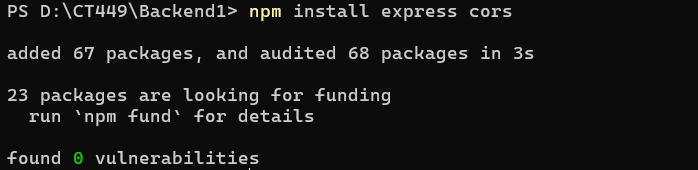 PS D:\CT449\Backend1> npm install express cors
added 67 packages, and audited 68 packages in 3s
23 packages are looking for funding
  run `npm fund` for details
found 0 vulnerabilities